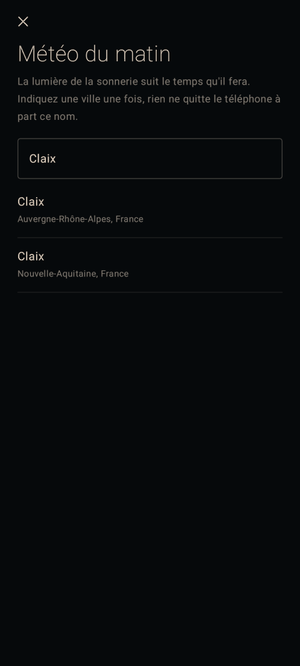 Météo du matin
La lumière de la sonnerie suit le temps qu'il fera.
Indiquez une ville une fois, rien ne quitte le téléphone à
part ce nom.
Claix
Claix
Auvergne-Rhône-Alpes, France
Claix
Nouvelle-Aquitaine, France